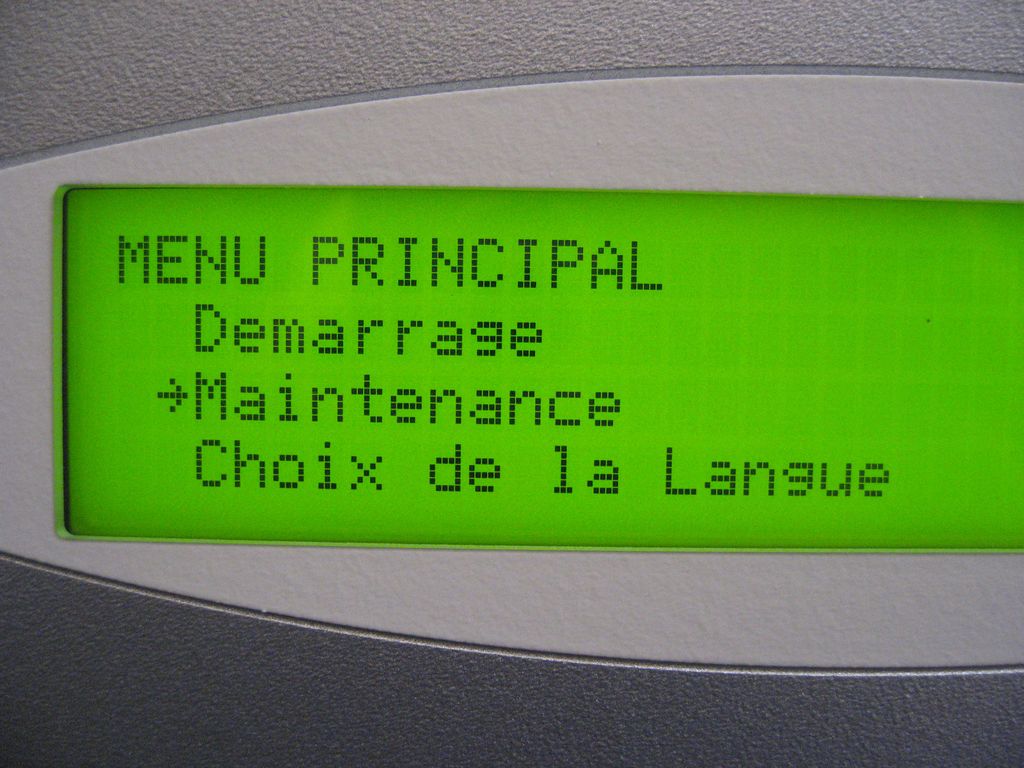 MENU PRINCIPAL
Demarrage
→Maintenance
Choix de la Langue